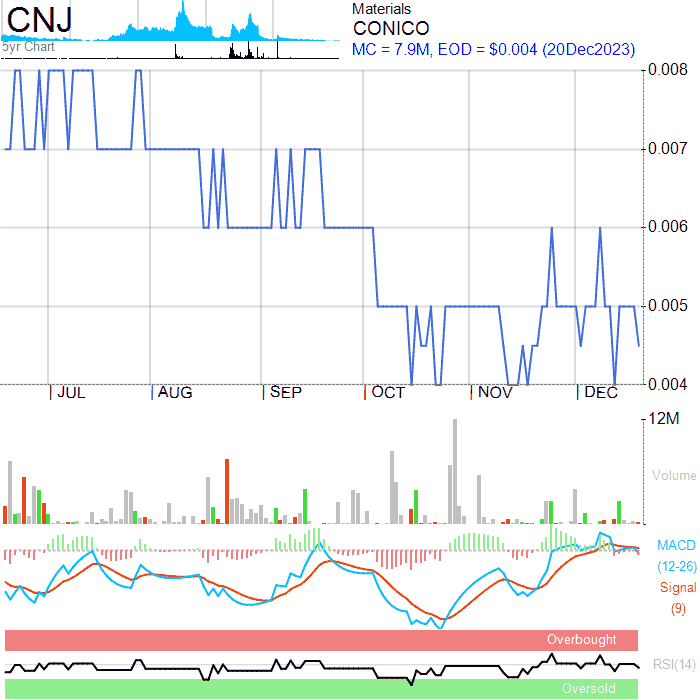 CNJ
5yr Chart
Materials
CONICO
MC = 7.9M, EOD = $0.004 (20Dec2023)
0.008
0.007
0.006
0.005
0.004
JUL AUG SEP OCT NOV DEC
12M
Volume
MACD
(12-26)
Signal
(9)
Overbought
RSI(14)
Oversold